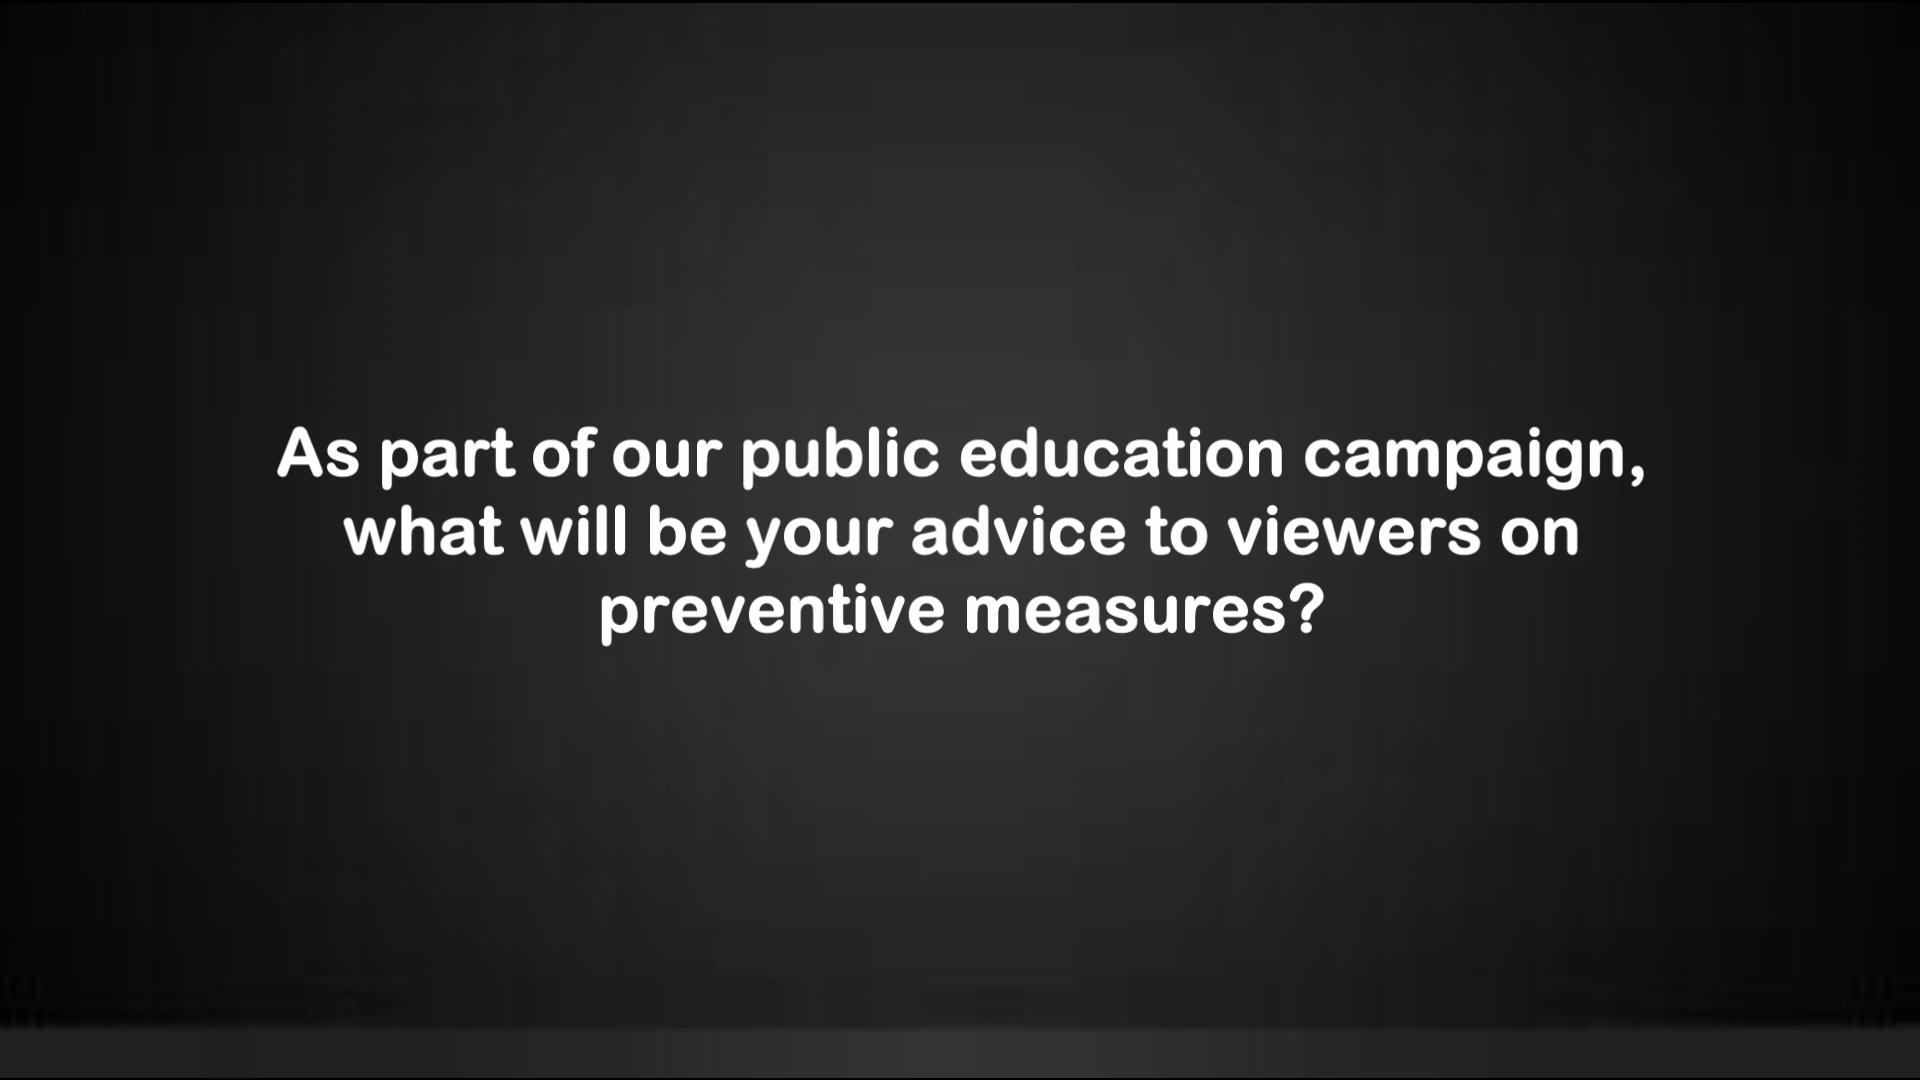 As part of our public education campaign,
what will be your advice to viewers on
preventive measures?